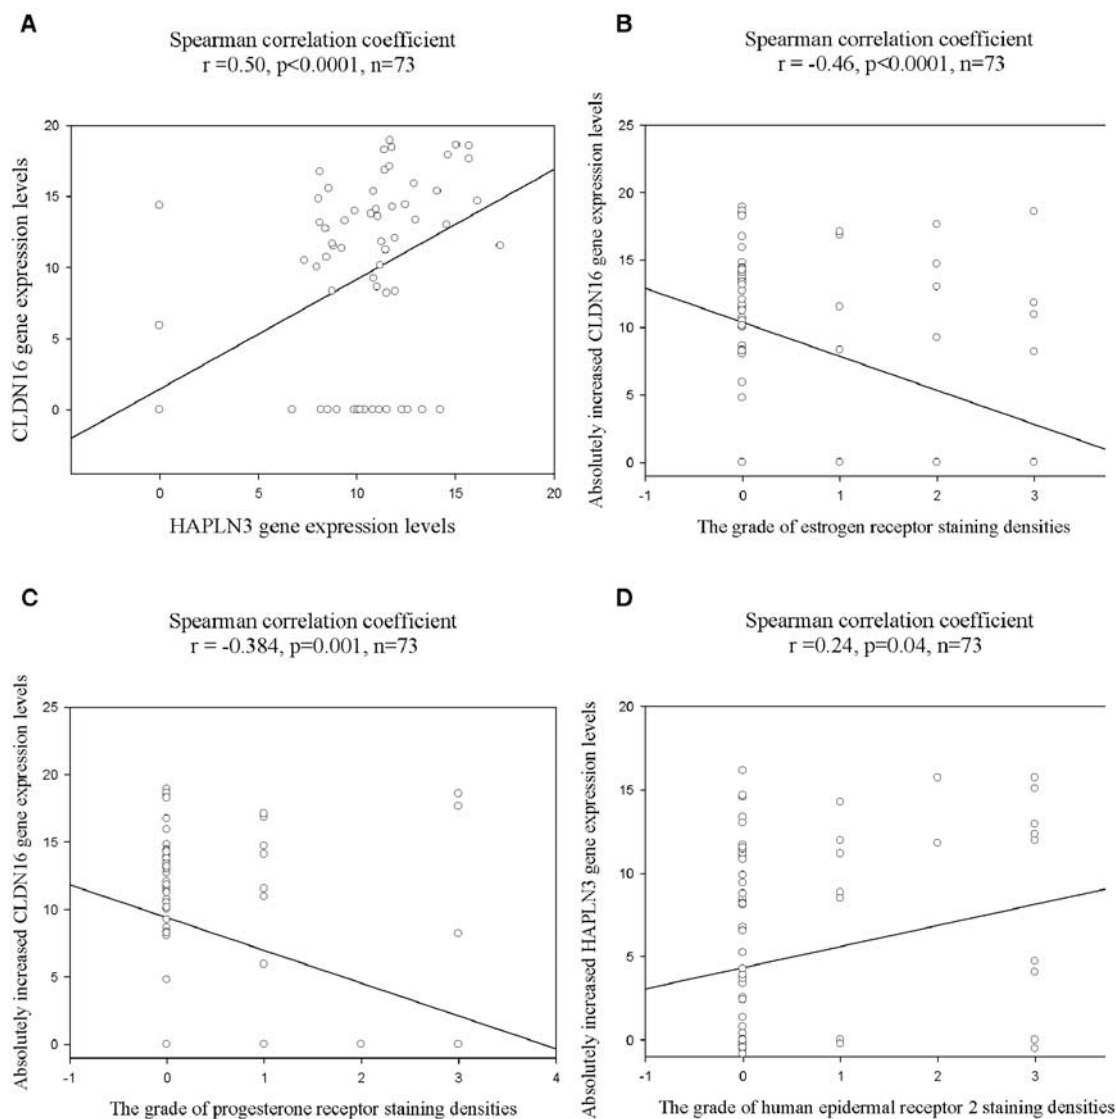 A
Spearman correlation coefficient
r =0.50, p<0.0001, n=73
CLDN16 gene expression levels
20
15
10
5
0
0 5 10 15 20
HAPLN3 gene expression levels
B
Spearman correlation coefficient
r = -0.46, p<0.0001, n=73
Absolutely increased CLDN16 gene expression levels
25
20
15
10
5
0
-1 0 1 2 3
The grade of estrogen receptor staining densities
C
Spearman correlation coefficient
r = -0.384, p=0.001, n=73
Absolutely increased CLDN16 gene expression levels
25
20
15
10
5
0
-1 0 1 2 3 4
The grade of progesterone receptor staining densities
D
Spearman correlation coefficient
r =0.24, p=0.04, n=73
Absolutely increased HAPLN3 gene expression levels
20
15
10
5
0
-1 0 1 2 3
The grade of human epidermal receptor 2 staining densities